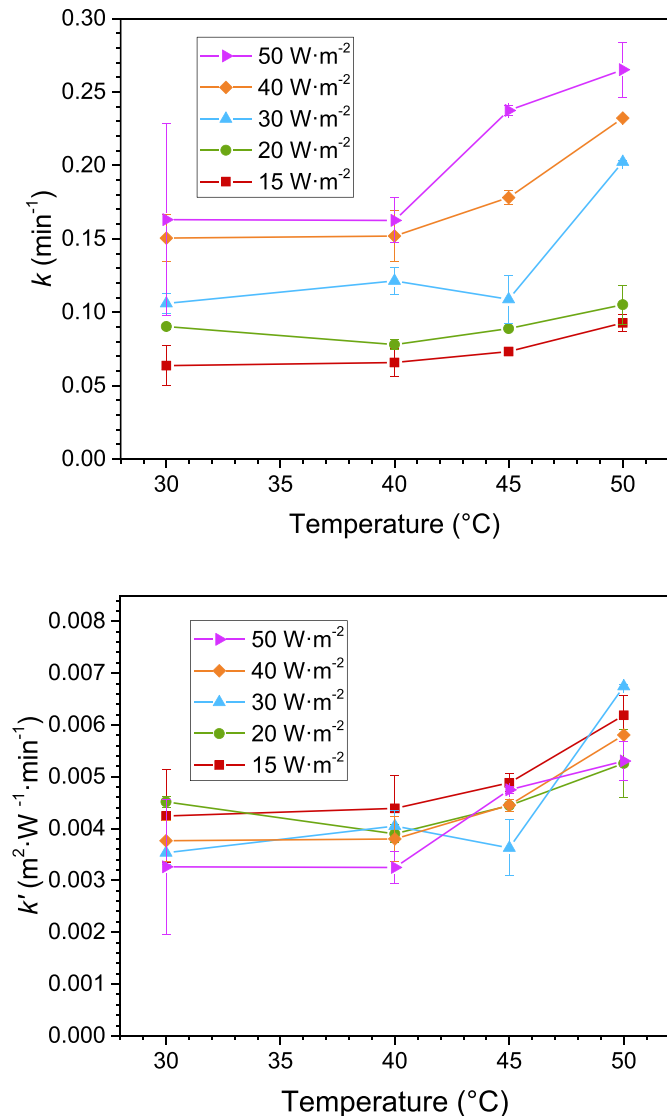 0.30
0.25
0.20
0.15
0.10
0.05
0.00
k (min⁻¹)
50 W·m⁻²
40 W·m⁻²
30 W·m⁻²
20 W·m⁻²
15 W·m⁻²
30 35 40 45 50
Temperature (°C)
0.008
0.007
0.006
0.005
0.004
0.003
0.002
0.001
0.000
k' (m²·W⁻¹·min⁻¹)
50 W·m⁻²
40 W·m⁻²
30 W·m⁻²
20 W·m⁻²
15 W·m⁻²
30 35 40 45 50
Temperature (°C)